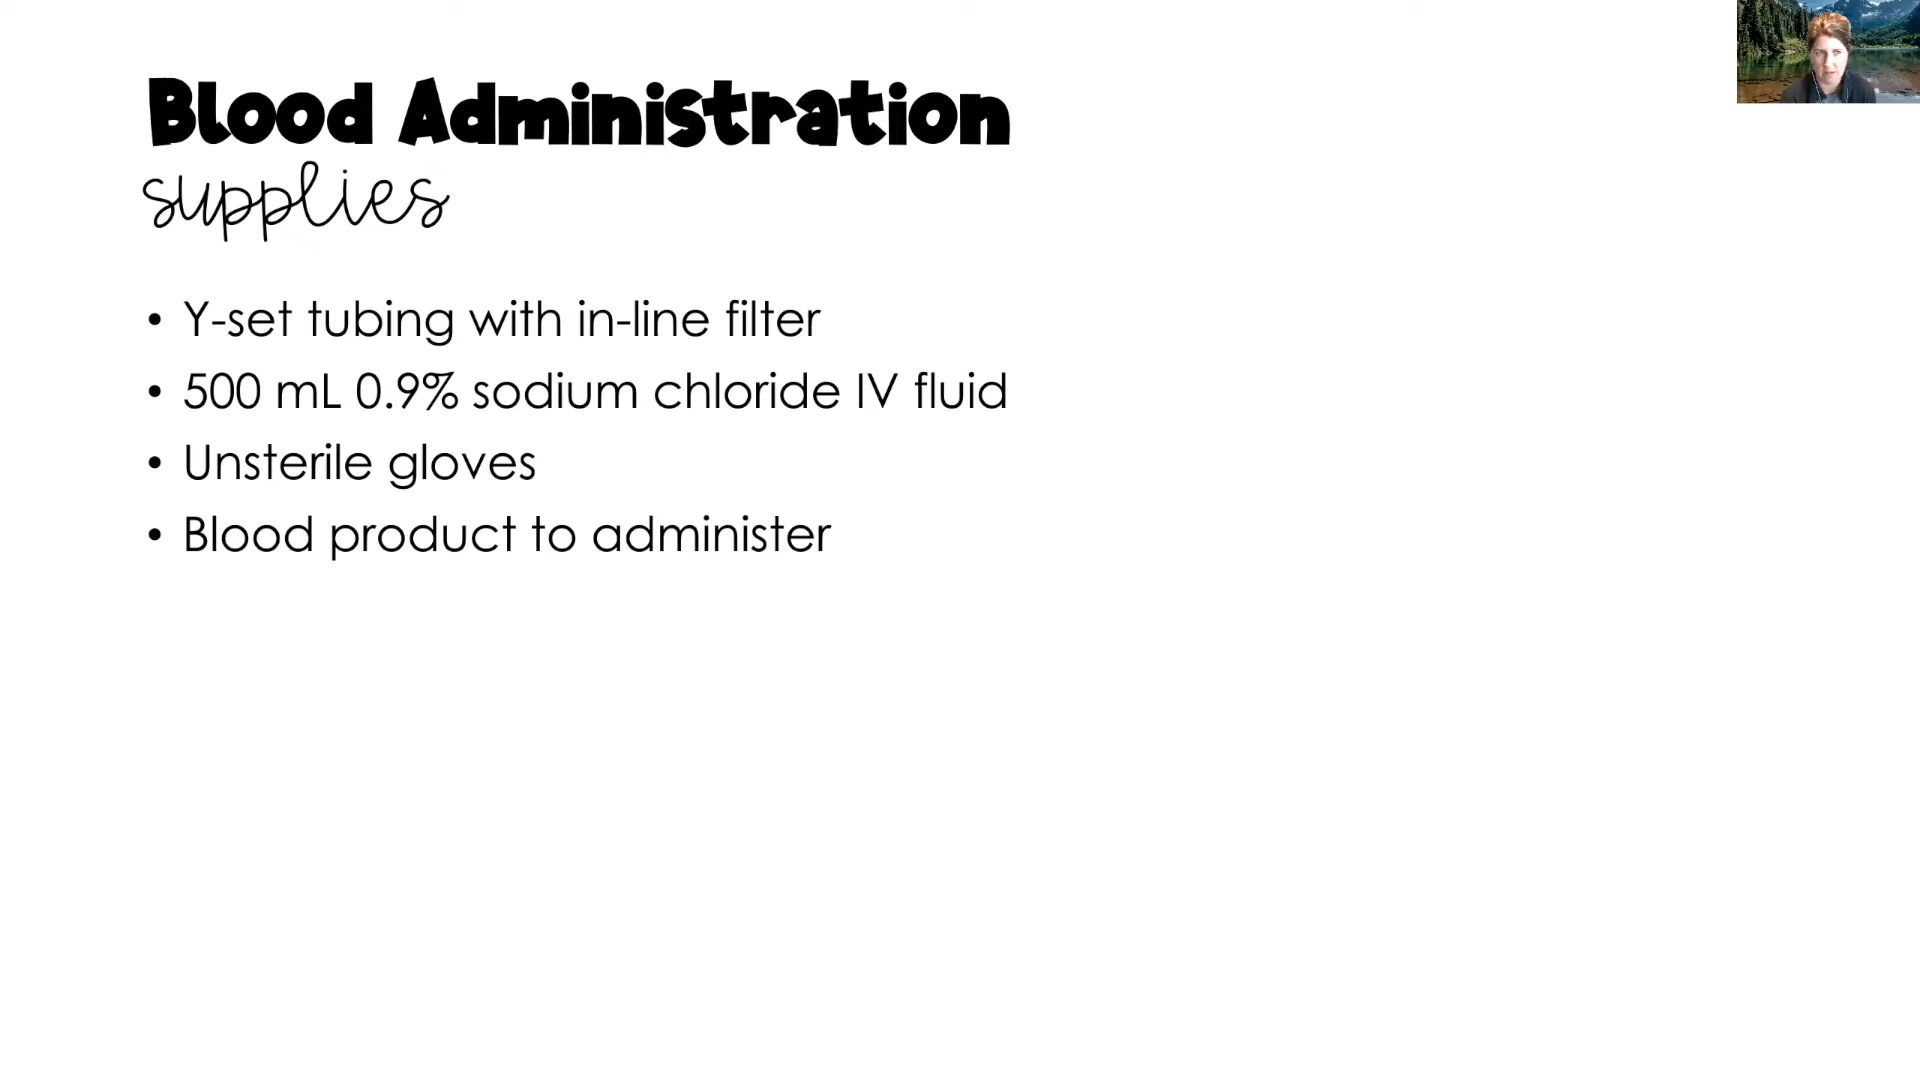 Blood Administration
supplies
• Y-set tubing with in-line filter
• 500 mL 0.9% sodium chloride IV fluid
• Unsterile gloves
• Blood product to administer